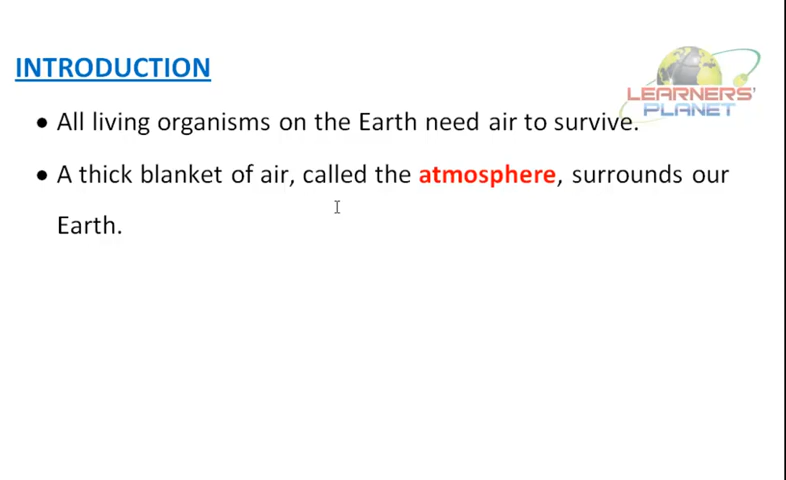 INTRODUCTION
LEARNERS'
PLANET
• All living organisms on the Earth need air to survive.
• A thick blanket of air, called the atmosphere, surrounds our
Earth.